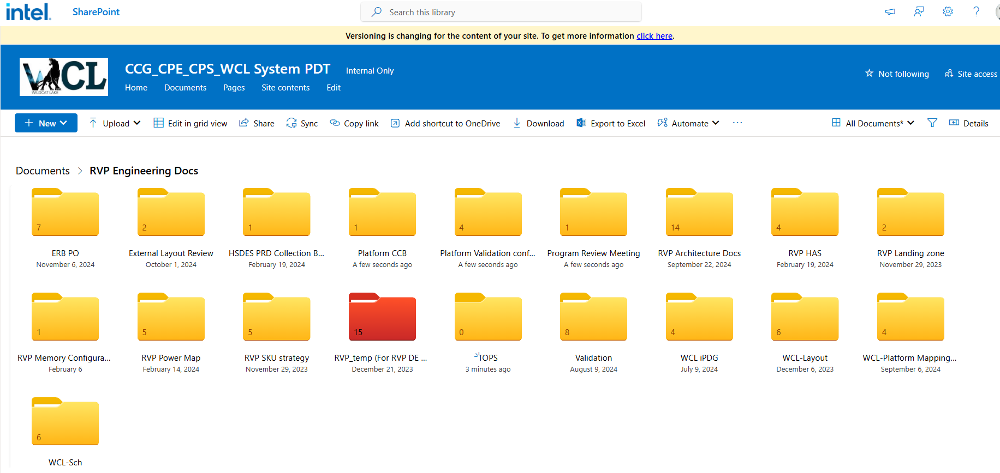 intel.
SharePoint
Search this library
Versioning is changing for the content of your site. To get more information click here.
WCL
WILDCAT LAKE
CCG_CPE_CPS_WCL System PDT
Internal Only
Home Documents Pages Site contents Edit
Not following
Site access
New
Upload
Edit in grid view
Share
Sync
Copy link
Add shortcut to OneDrive
Download
Export to Excel
Automate
All Documents*
Details
Documents > RVP Engineering Docs
7 2 1 1 4 1 14 4 2
ERB PO External Layout Review HSDES PRD Collection B... Platform CCB Platform Validation conf... Program Review Meeting RVP Architecture Docs RVP HAS RVP Landing zone
November 6, 2024 October 1, 2024 February 19, 2024 A few seconds ago A few seconds ago A few seconds ago September 22, 2024 February 19, 2024 November 29, 2023
1 5 5 15 0 8 4 6 4
RVP Memory Configura... RVP Power Map RVP SKU strategy RVP_temp (For RVP DE ... TOPS Validation WCL iPDG WCL-Layout WCL-Platform Mapping...
February 6 February 14, 2024 November 29, 2023 December 21, 2023 3 minutes ago August 9, 2024 July 9, 2024 December 6, 2023 September 6, 2024
6
WCL-Sch